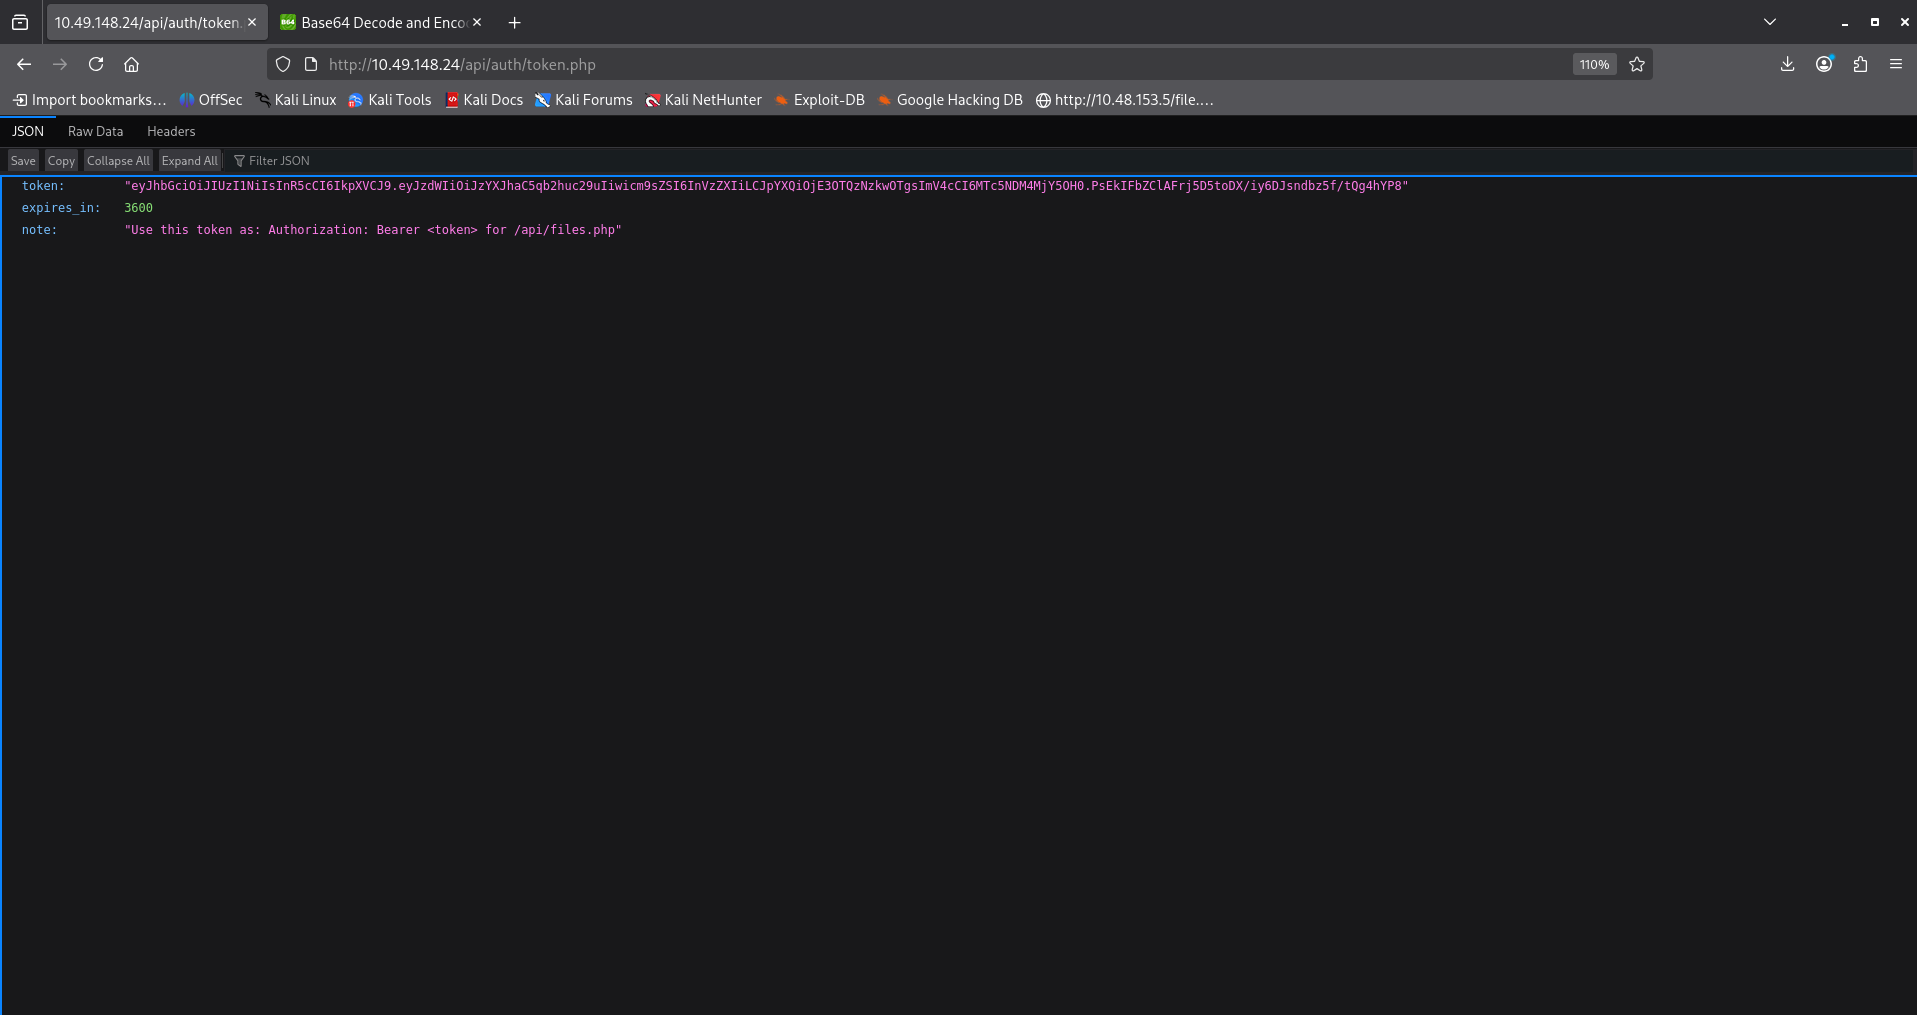 10.49.148.24/api/auth/token.
Base64 Decode and Enco
http://10.49.148.24/api/auth/token.php
110%
Import bookmarks...
OffSec
Kali Linux
Kali Tools
Kali Docs
Kali Forums
Kali NetHunter
Exploit-DB
Google Hacking DB
http://10.48.153.5/file....
JSON
Raw Data
Headers
Save
Copy
Collapse All
Expand All
Filter JSON
token: "eyJhbGciOiJIUzI1NiIsInR5cCI6IkpXVCJ9.eyJzdWIiOiJzYXJhaC5qb2huc29uIiwicm9sZSI6InVzZXIiLCJpYXQiOjE3OTQzNzkwOTgsImV4cCI6MTc5NDM4MjY5OH0.PsEkIFbZClAFrj5D5toDX/iy6DJsndbz5f/tQg4hYP8"
expires_in: 3600
note: "Use this token as: Authorization: Bearer <token> for /api/files.php"